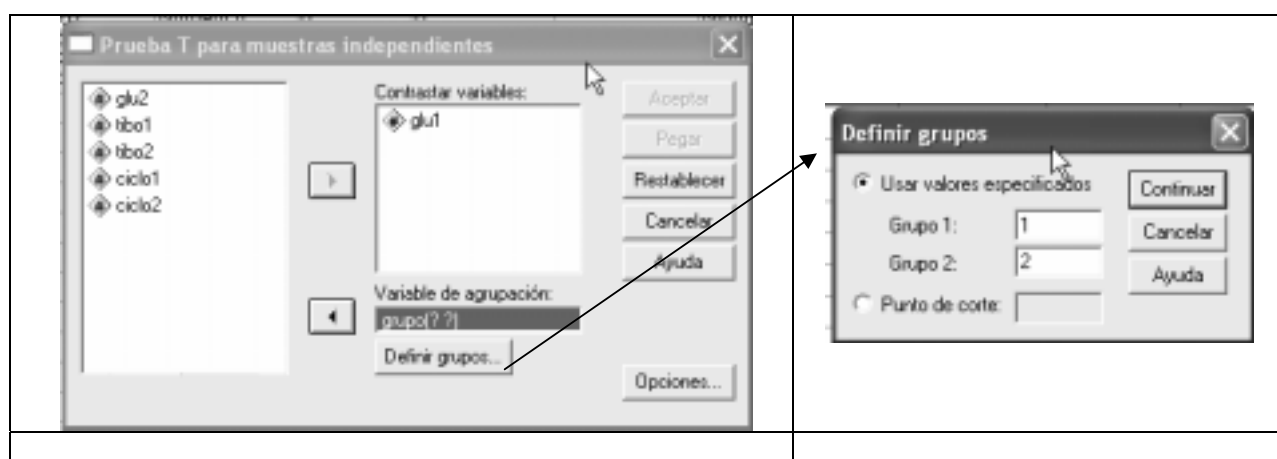 Prueba T para muestras independientes
glu2
tibo1
tibo2
ciclo1
ciclo2
Contrastar variables:
glu1
Variable de agrupación:
grupo(? ?)
Definir grupos...
Aceptar
Pegar
Restablecer
Cancelar
Ayuda
Opciones...
Definir grupos
Usar valores especificados
Grupo 1: 1
Grupo 2: 2
Punto de corte:
Continuar
Cancelar
Ayuda